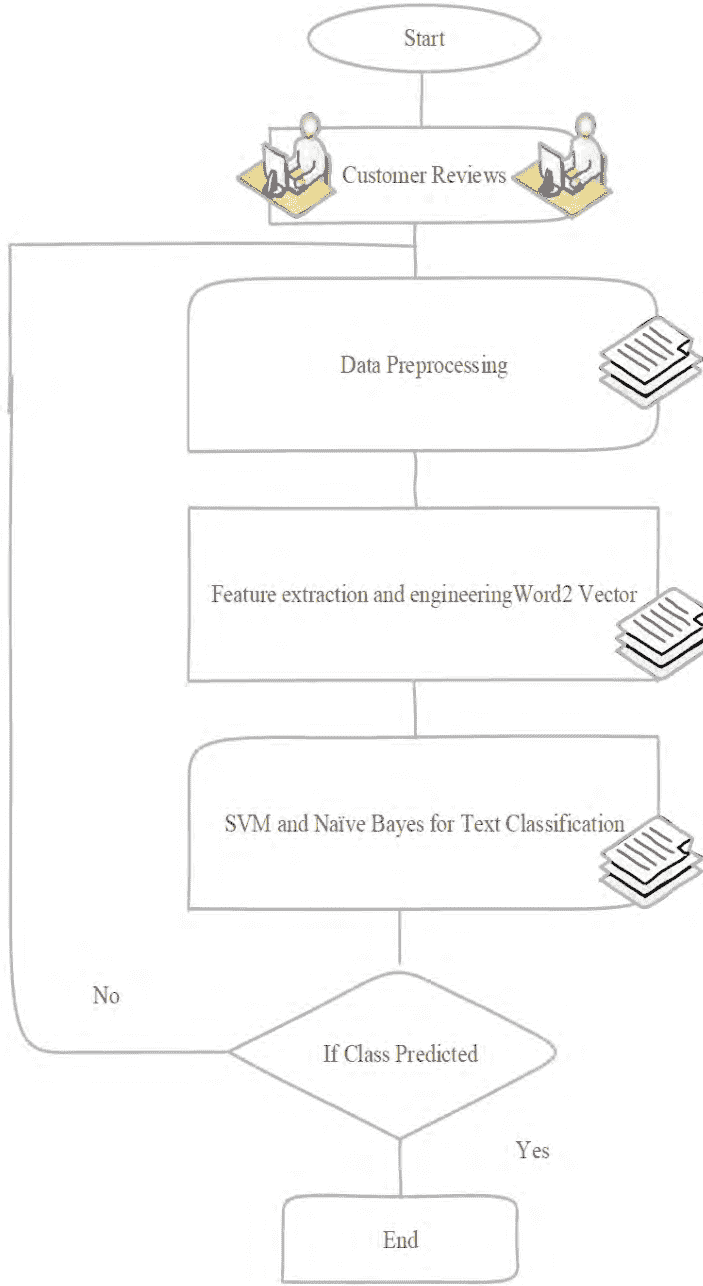 Start
Customer Reviews
Data Preprocessing
Feature extraction and engineeringWord2 Vector
SVM and Naïve Bayes for Text Classification
No
If Class Predicted
Yes
End